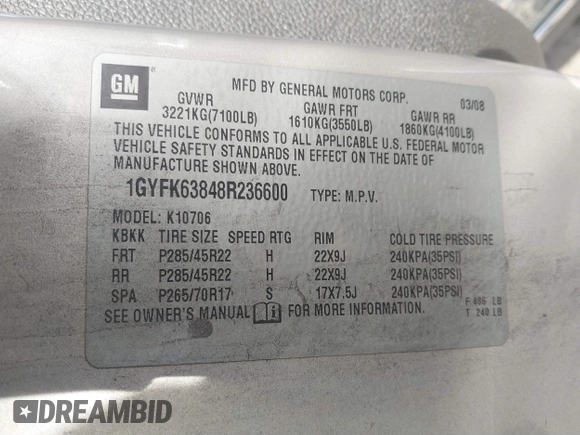 GM
MFD BY GENERAL MOTORS CORP. 03/08
GVWR GAWR FRT GAWR RR
3221KG(7100LB) 1610KG(3550LB) 1860KG(4100LB)
THIS VEHICLE CONFORMS TO ALL APPLICABLE U.S. FEDERAL MOTOR
VEHICLE SAFETY STANDARDS IN EFFECT ON THE DATE OF
MANUFACTURE SHOWN ABOVE.
1GYFK63848R236600 TYPE: M.P.V.
MODEL: K10706
KBKK TIRE SIZE SPEED RTG RIM COLD TIRE PRESSURE
FRT P285/45R22 H 22X9J 240KPA(35PSI)
RR P285/45R22 H 22X9J 240KPA(35PSI)
SPA P265/70R17 S 17X7.5J 240KPA(35PSI)
F 486 LB
SEE OWNER'S MANUAL FOR MORE INFORMATION. T 240 LB
DREAMBID